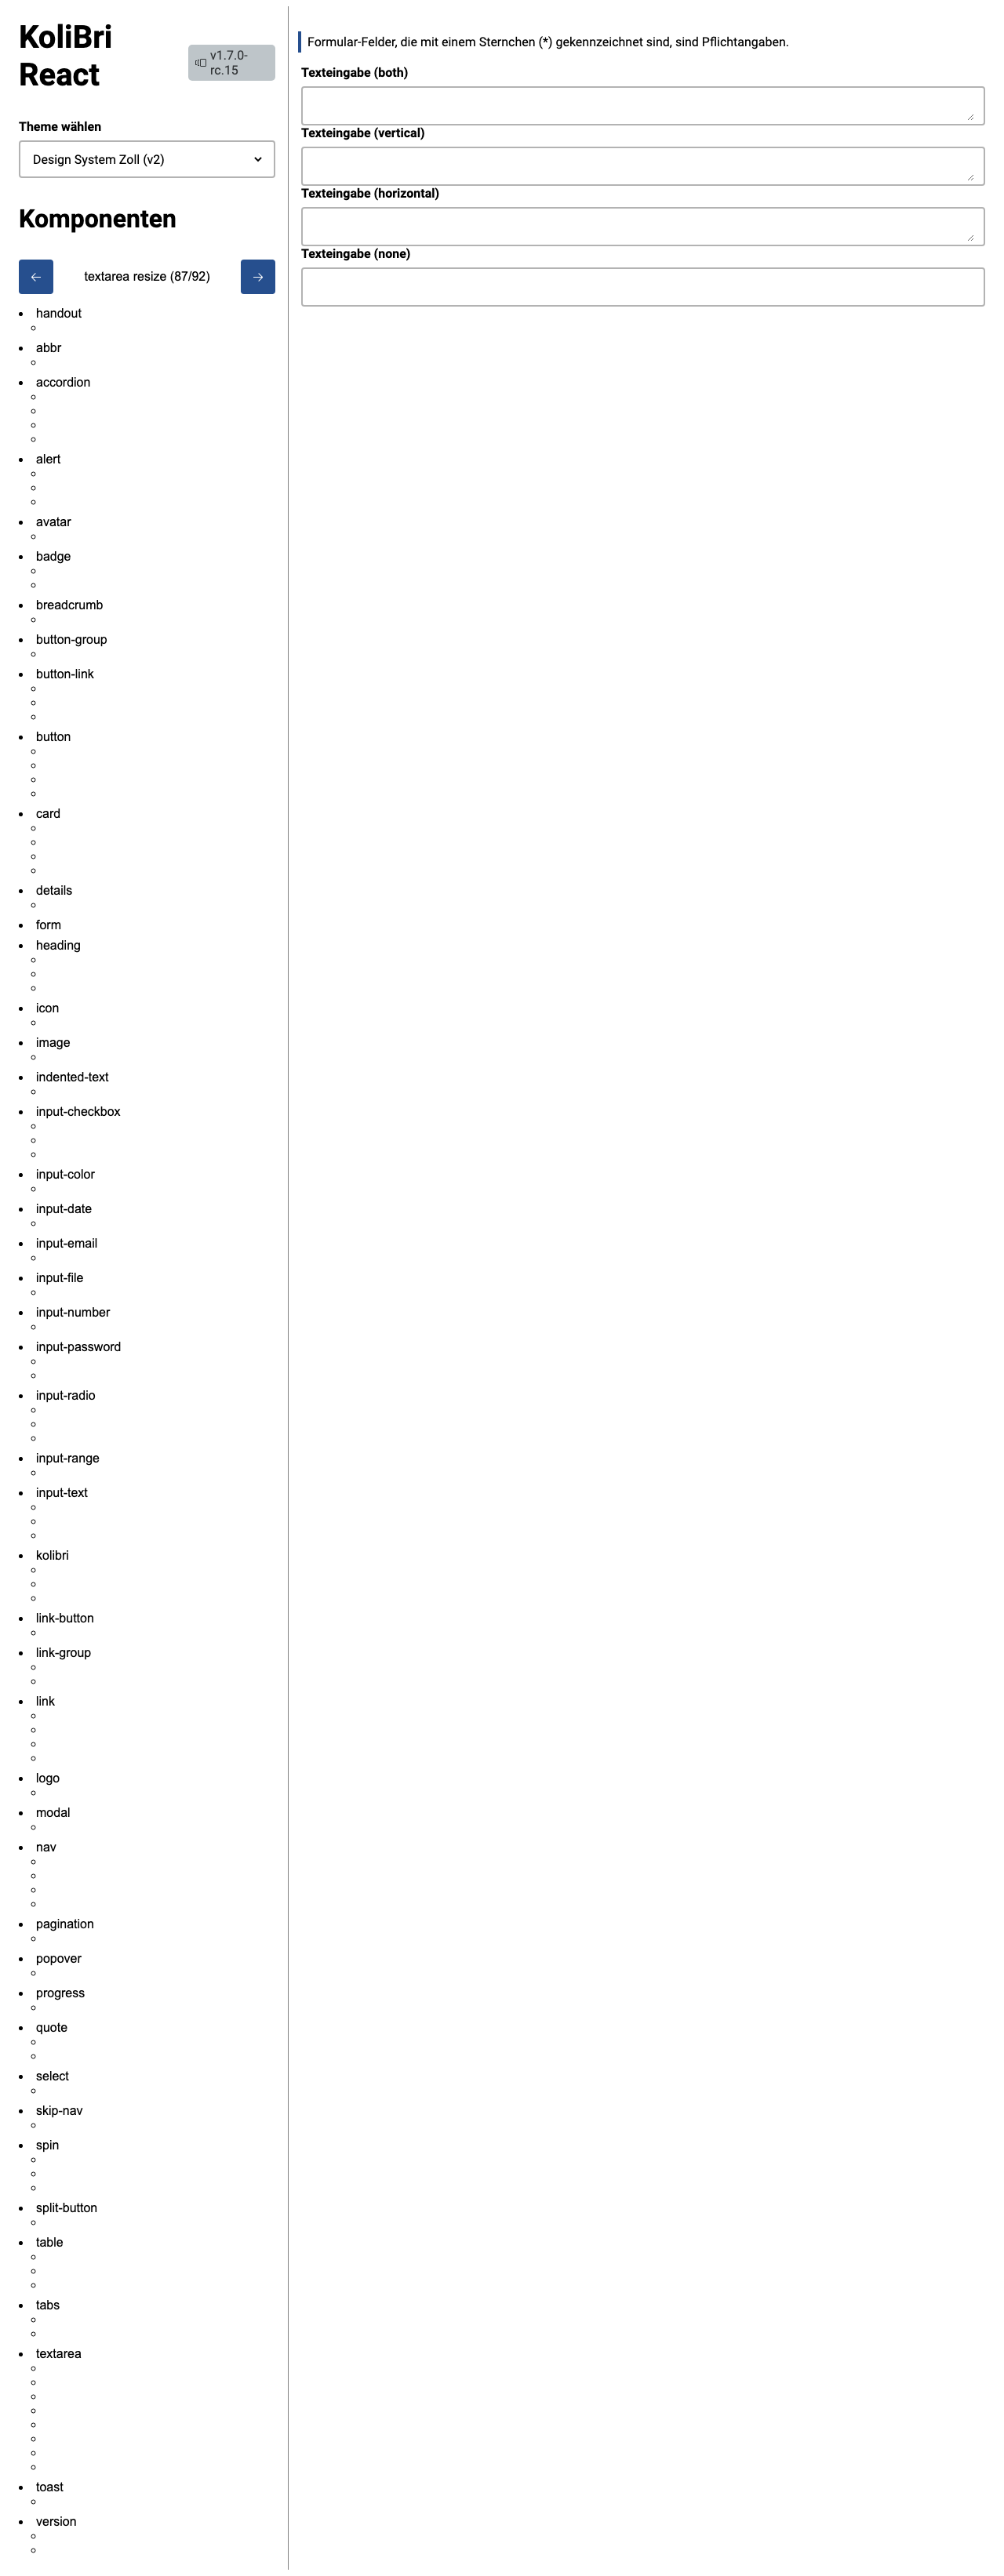 KoliBri
React
v1.7.0-
rc.15
Theme wählen
Design System Zoll (v2)
Komponenten
textarea resize (87/92)
handout
abbr
accordion
alert
avatar
badge
breadcrumb
button-group
button-link
button
card
details
form
heading
icon
image
indented-text
input-checkbox
input-color
input-date
input-email
input-file
input-number
input-password
input-radio
input-range
input-text
kolibri
link-button
link-group
link
logo
modal
nav
pagination
popover
progress
quote
select
skip-nav
spin
split-button
table
tabs
textarea
toast
version
Formular-Felder, die mit einem Sternchen (*) gekennzeichnet sind, sind Pflichtangaben.
Texteingabe (both)
Texteingabe (vertical)
Texteingabe (horizontal)
Texteingabe (none)